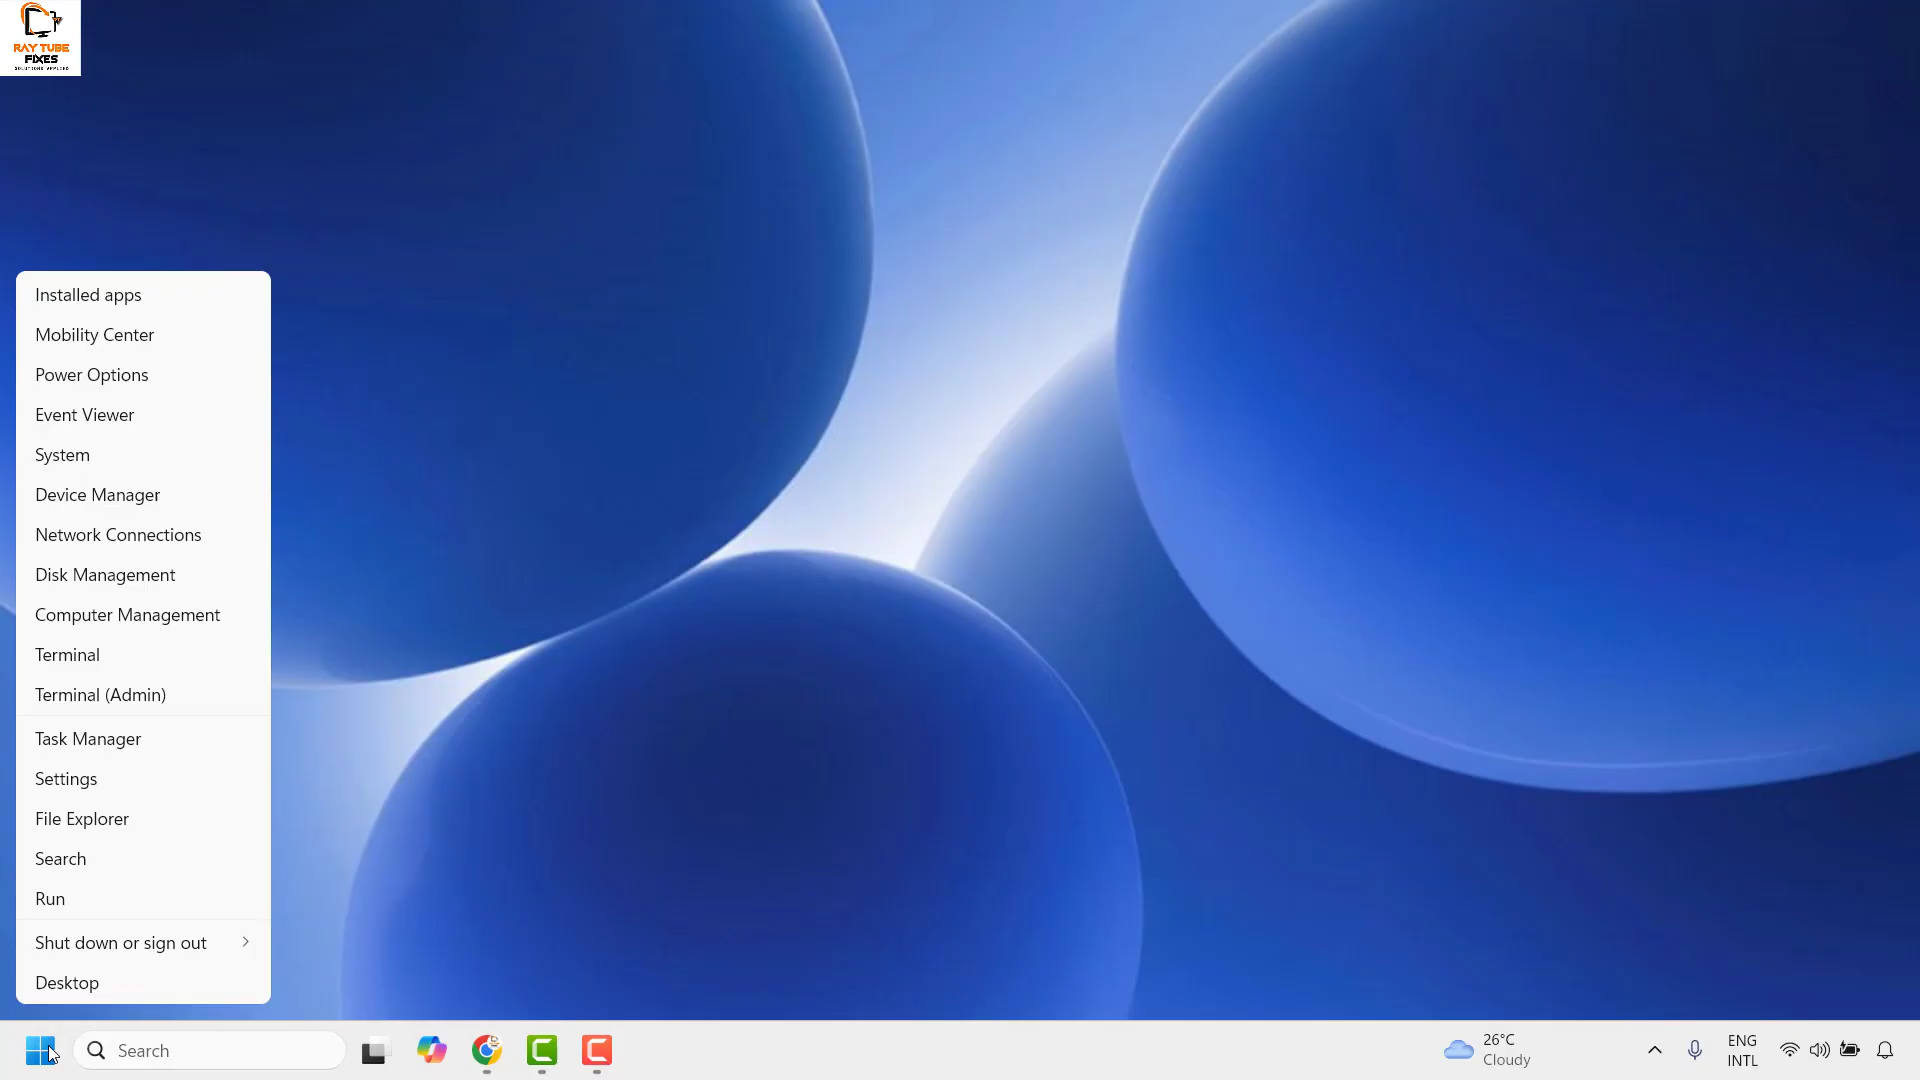 RAY TUBE
FIXES
SOLUTIONS APPLIED
Installed apps
Mobility Center
Power Options
Event Viewer
System
Device Manager
Network Connections
Disk Management
Computer Management
Terminal
Terminal (Admin)
Task Manager
Settings
File Explorer
Search
Run
Shut down or sign out
Desktop
Search
26°C
Cloudy
ENG
INTL